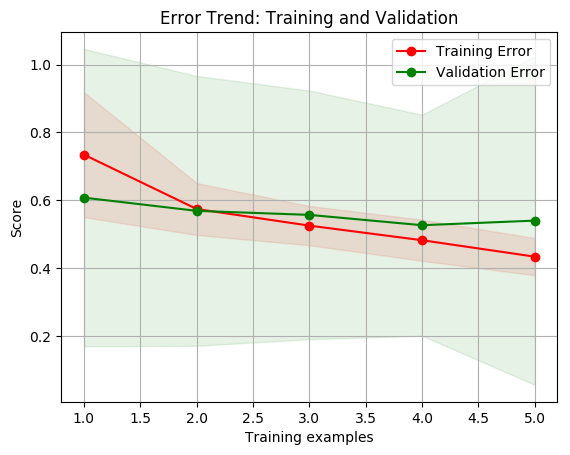 Error Trend: Training and Validation
Training Error
Validation Error
Score
1.0
0.8
0.6
0.4
0.2
1.0 1.5 2.0 2.5 3.0 3.5 4.0 4.5 5.0
Training examples